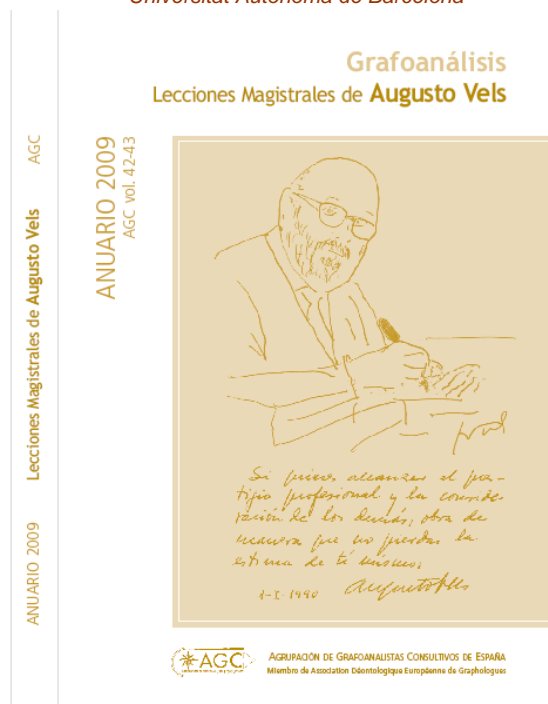 Universitat Autònoma de Barcelona
Grafoanálisis
Lecciones Magistrales de Augusto Vels
ANUARIO 2009
AGC vol. 42-43
ANUARIO 2009 Lecciones Magistrales de Augusto Vels AGC
Si quieres alcanzar el pres-
tigio profesional y la conside-
ración de los demás, obra de
manera que no pierdas la
estima de ti mismo.
1-I-1990 Augusto Vels
AGC
AGRUPACIÓN DE GRAFOANALISTAS CONSULTIVOS DE ESPAÑA
Miembro de Association Déontologique Européenne de Graphologues